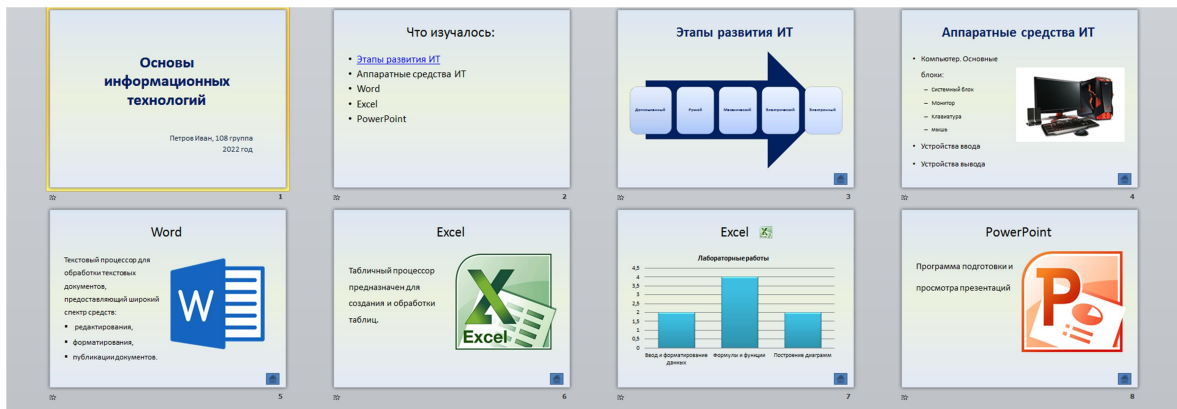 Основы
информационных
технологий
Петров Иван, 108 группа
2022 год
1
Что изучалось:
• Этапы развития ИТ
• Аппаратные средства ИТ
• Word
• Excel
• PowerPoint
2
Этапы развития ИТ
Домеханический Ручной Механический Электрический Электронный
3
Аппаратные средства ИТ
• Компьютер. Основные
блоки:
– Системный блок
– Монитор
– Клавиатура
– мышь
• Устройства ввода
• Устройства вывода
4
Word
Текстовый процессор для
обработки текстовых
документов,
предоставляющий широкий
спектр средств:
▪ редактирования,
▪ форматирования,
▪ публикации документов.
W
5
Excel
Табличный процессор
предназначен для
создания и обработки
таблиц.
Excel
6
Excel
Лабораторные работы
4,5
4
3,5
3
2,5
2
1,5
1
0,5
0
Ввод и форматирование
данных
Формулы и функции
Построение диаграмм
7
PowerPoint
Программа подготовки и
просмотра презентаций
P
8